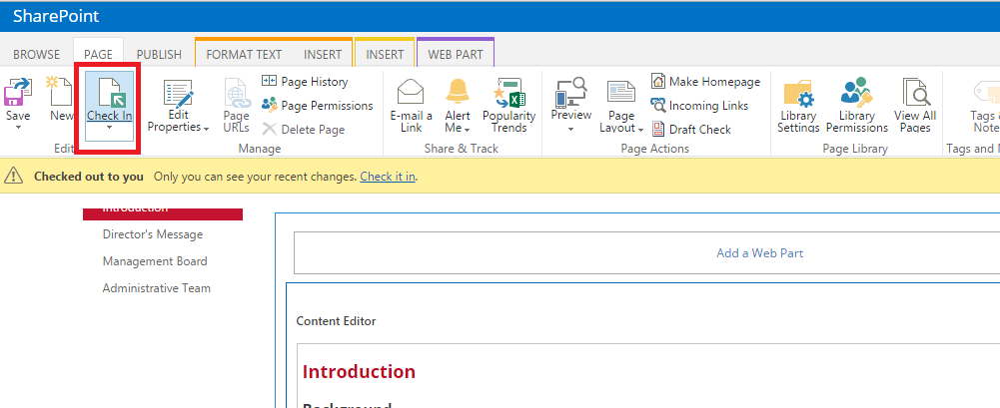 SharePoint
BROWSE PAGE PUBLISH FORMAT TEXT INSERT INSERT WEB PART
Save
New
Check In
Edit
Properties
Page
URLs
Page History
Page Permissions
Delete Page
E-mail a
Link
Alert
Me
Popularity
Trends
Preview
Page
Layout
Make Homepage
Incoming Links
Draft Check
Library
Settings
Library
Permissions
View All
Pages
Tags &
Note
Edit Manage Share & Track Page Actions Page Library Tags and N
Checked out to you Only you can see your recent changes. Check it in.
Introduction
Director's Message
Management Board
Administrative Team
Add a Web Part
Content Editor
Introduction
Background